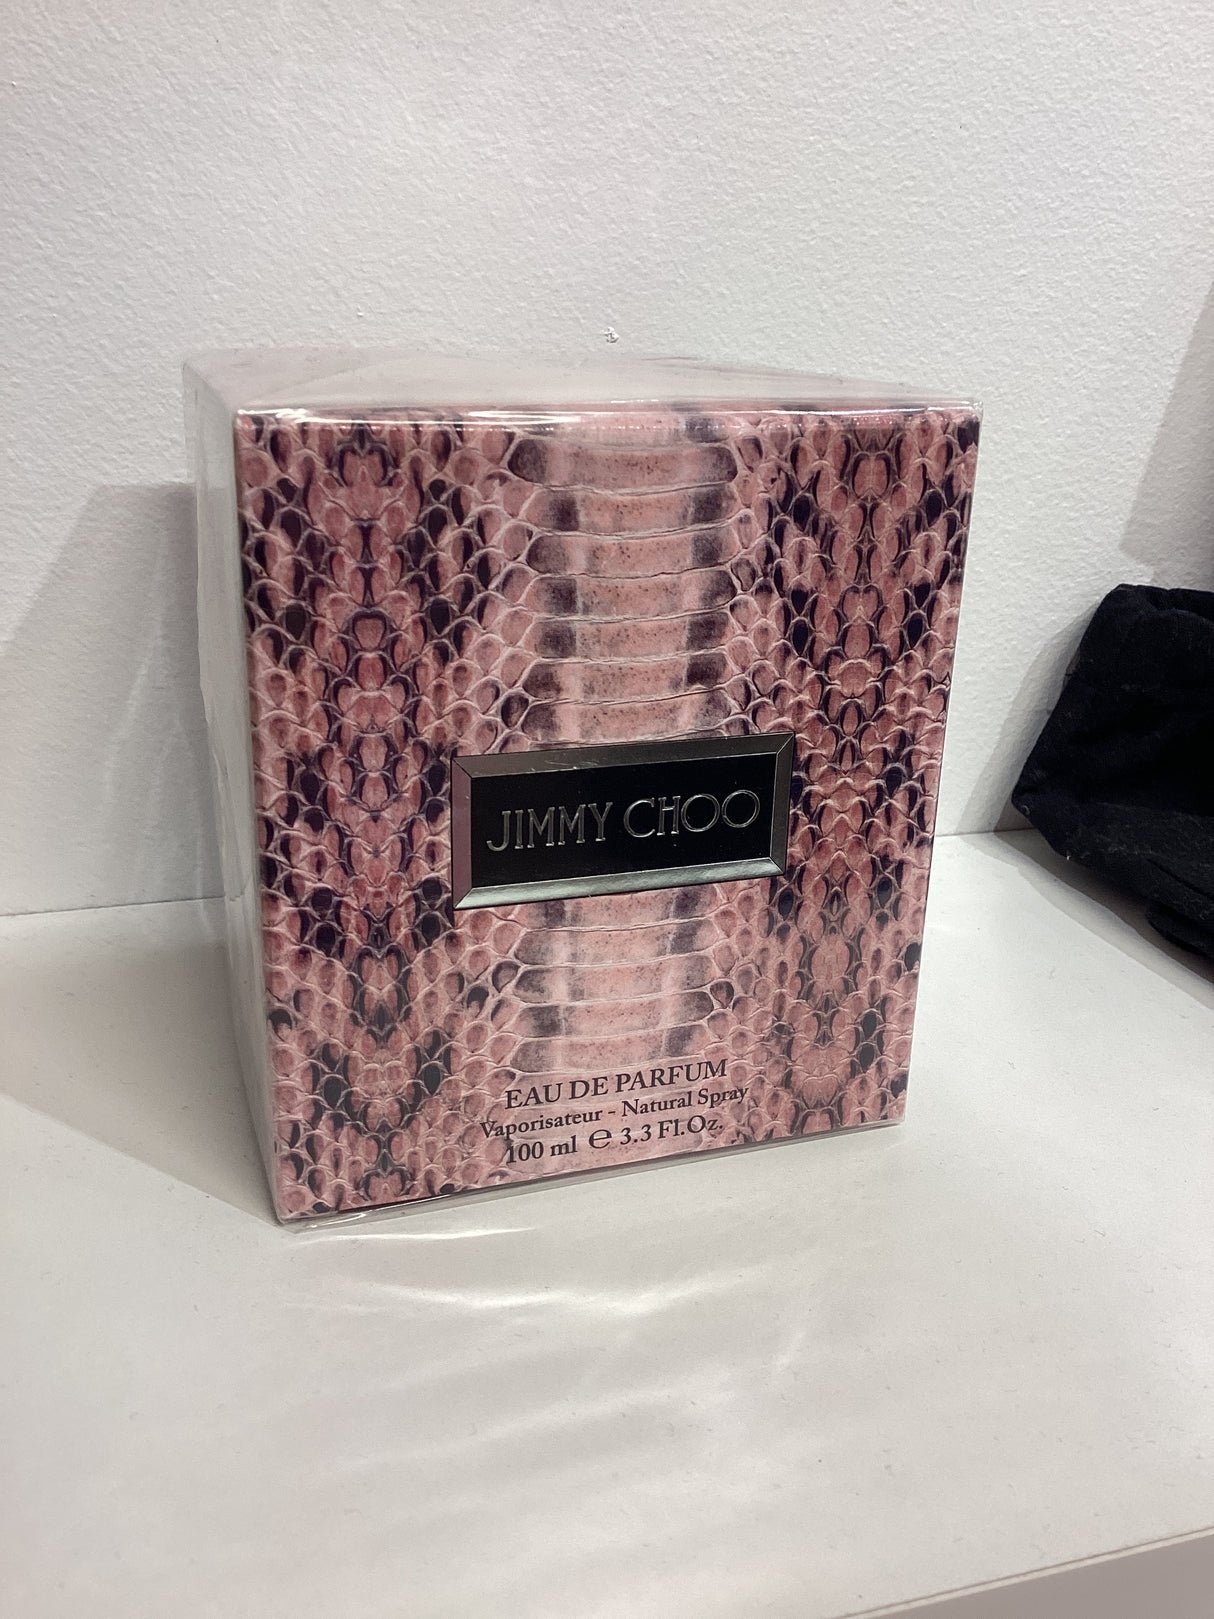 JIMMY CHOO
EAU DE PARFUM
Vaporisateur - Natural Spray
100 ml ℮ 3.3 Fl.Oz.